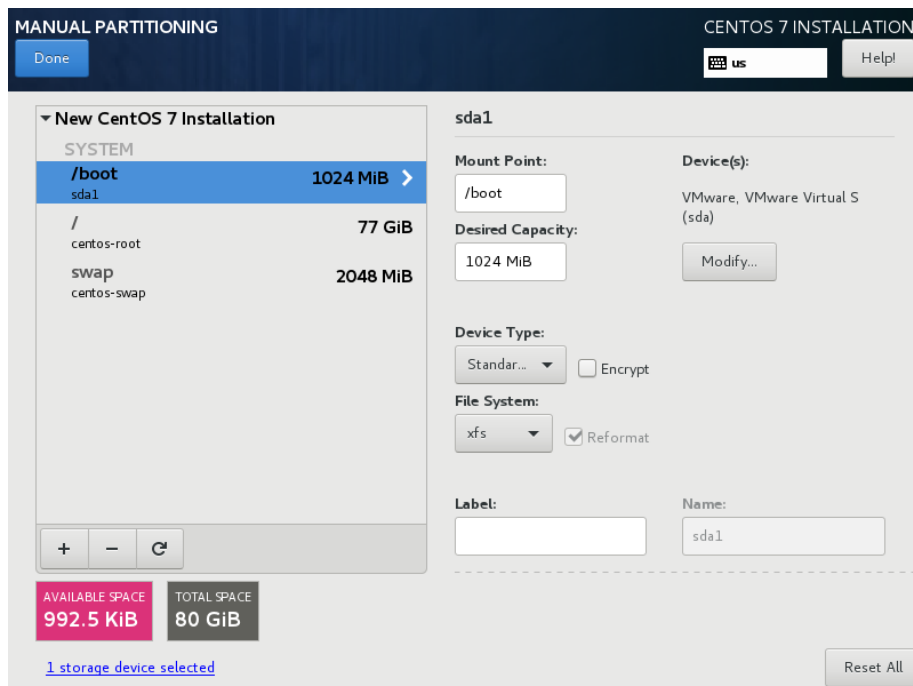 MANUAL PARTITIONING
CENTOS 7 INSTALLATION
Done
us
Help!
New CentOS 7 Installation
SYSTEM
/boot
1024 MiB
sda1
/
77 GiB
centos-root
swap
2048 MiB
centos-swap
sda1
Mount Point:
/boot
Device(s):
VMware, VMware Virtual S
(sda)
Desired Capacity:
1024 MiB
Modify...
Device Type:
Standar...
Encrypt
File System:
xfs
Reformat
Label:
Name:
sda1
+
−
AVAILABLE SPACE
992.5 KiB
TOTAL SPACE
80 GiB
1 storage device selected
Reset All